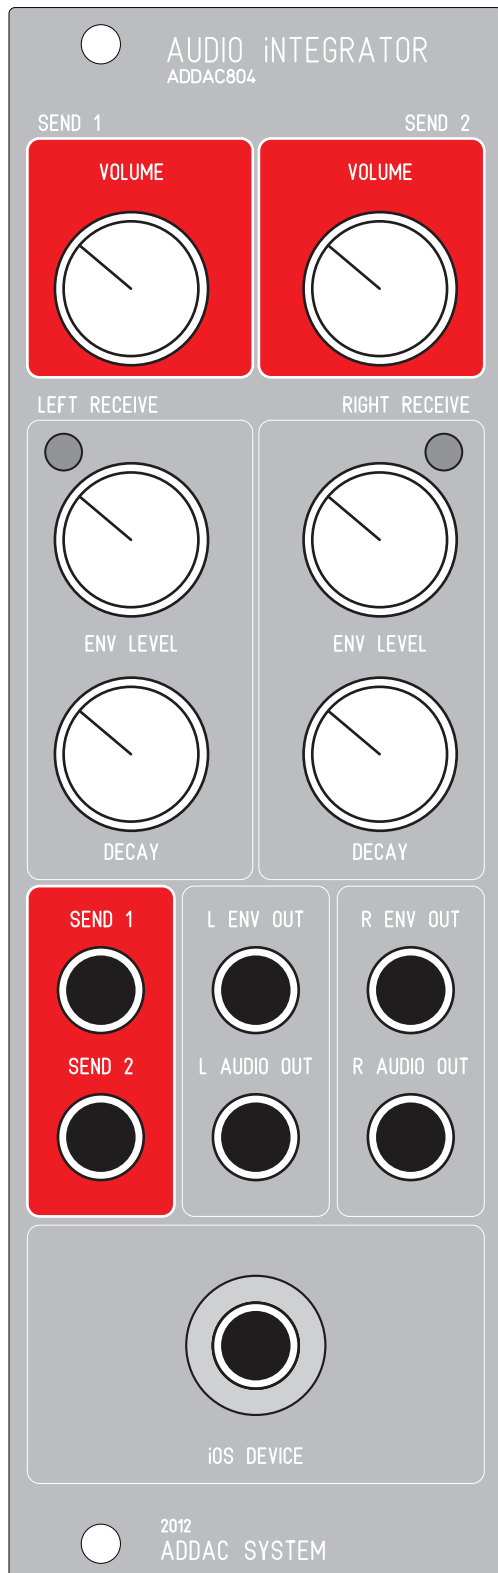 AUDIO iNTEGRATOR
ADDAC804
SEND 1
SEND 2
VOLUME
VOLUME
LEFT RECEIVE
RIGHT RECEIVE
ENV LEVEL
ENV LEVEL
DECAY
DECAY
SEND 1
L ENV OUT
R ENV OUT
SEND 2
L AUDIO OUT
R AUDIO OUT
iOS DEVICE
2012
ADDAC SYSTEM